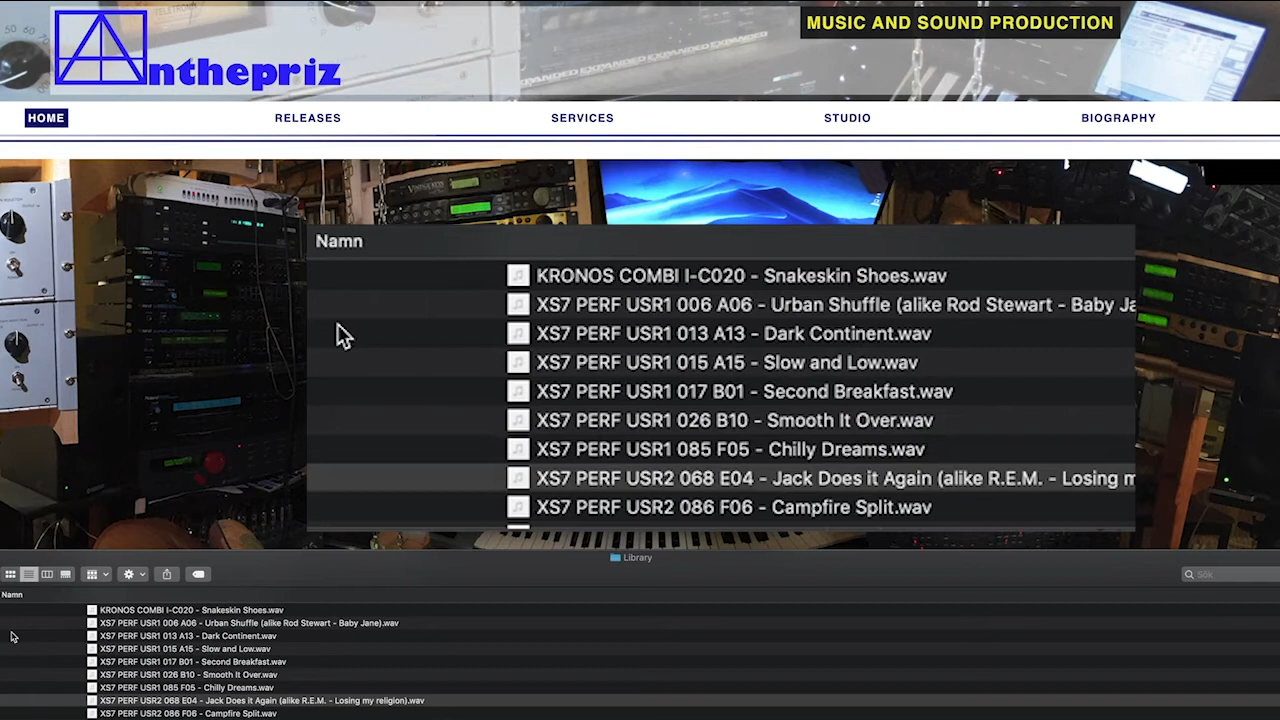 Anthepriz
MUSIC AND SOUND PRODUCTION
HOME
RELEASES
SERVICES
STUDIO
BIOGRAPHY
Namn
KRONOS COMBI I-C020 - Snakeskin Shoes.wav
XS7 PERF USR1 006 A06 - Urban Shuffle (alike Rod Stewart - Baby Ja
XS7 PERF USR1 013 A13 - Dark Continent.wav
XS7 PERF USR1 015 A15 - Slow and Low.wav
XS7 PERF USR1 017 B01 - Second Breakfast.wav
XS7 PERF USR1 026 B10 - Smooth It Over.wav
XS7 PERF USR1 085 F05 - Chilly Dreams.wav
XS7 PERF USR2 068 E04 - Jack Does it Again (alike R.E.M. - Losing m
XS7 PERF USR2 086 F06 - Campfire Split.wav
Library
Sök
Namn
KRONOS COMBI I-C020 - Snakeskin Shoes.wav
XS7 PERF USR1 006 A06 - Urban Shuffle (alike Rod Stewart - Baby Jane).wav
XS7 PERF USR1 013 A13 - Dark Continent.wav
XS7 PERF USR1 015 A15 - Slow and Low.wav
XS7 PERF USR1 017 B01 - Second Breakfast.wav
XS7 PERF USR1 026 B10 - Smooth It Over.wav
XS7 PERF USR1 085 F05 - Chilly Dreams.wav
XS7 PERF USR2 068 E04 - Jack Does it Again (alike R.E.M. - Losing my religion).wav
XS7 PERF USR2 086 F06 - Campfire Split.wav